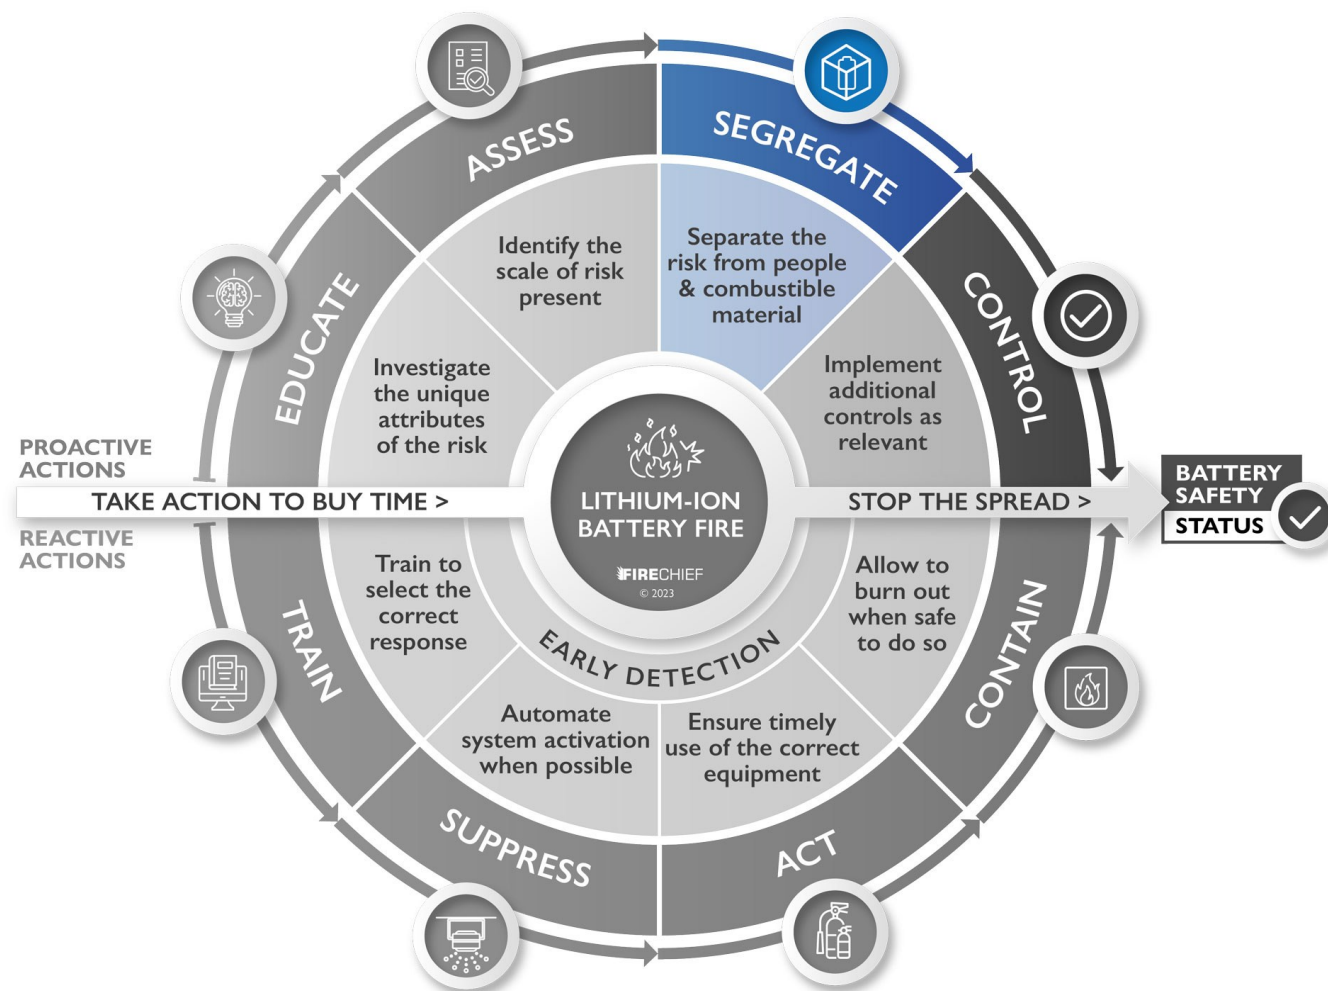 ASSESS
SEGREGATE
EDUCATE
CONTROL
Identify the
scale of risk
present
Separate the
risk from people
& combustible
material
Investigate
the unique
attributes
of the risk
Implement
additional
controls as
relevant
PROACTIVE
ACTIONS
TAKE ACTION TO BUY TIME >
REACTIVE
ACTIONS
LITHIUM-ION
BATTERY FIRE
FIRECHIEF
© 2023
STOP THE SPREAD >
BATTERY
SAFETY
STATUS
Train to
select the
correct
response
EARLY DETECTION
Allow to
burn out
when safe
to do so
TRAIN
CONTAIN
Automate
system activation
when possible
Ensure timely
use of the correct
equipment
SUPPRESS
ACT